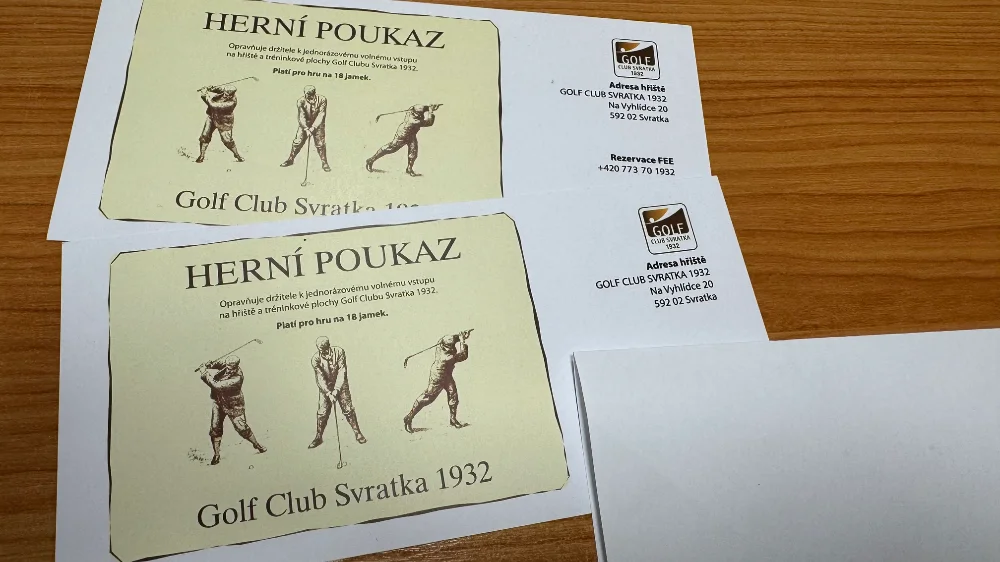 HERNÍ POUKAZ
Opravňuje držitele k jednorázovému volnému vstupu
na hřiště a tréninkové plochy Golf Clubu Svratka 1932.
Platí pro hru na 18 jamek.
Golf Club Svratka
GOLF
CLUB SVRATKA
1932
Adresa hřiště
GOLF CLUB SVRATKA 1932
Na Vyhlídce 20
592 02 Svratka
Rezervace FEE
+420 773 70 1932
HERNÍ POUKAZ
Opravňuje držitele k jednorázovému volnému vstupu
na hřiště a tréninkové plochy Golf Clubu Svratka 1932.
Platí pro hru na 18 jamek.
Golf Club Svratka 1932
GOLF
CLUB SVRATKA
1932
Adresa hřiště
GOLF CLUB SVRATKA 1932
Na Vyhlídce 20
592 02 Svratka